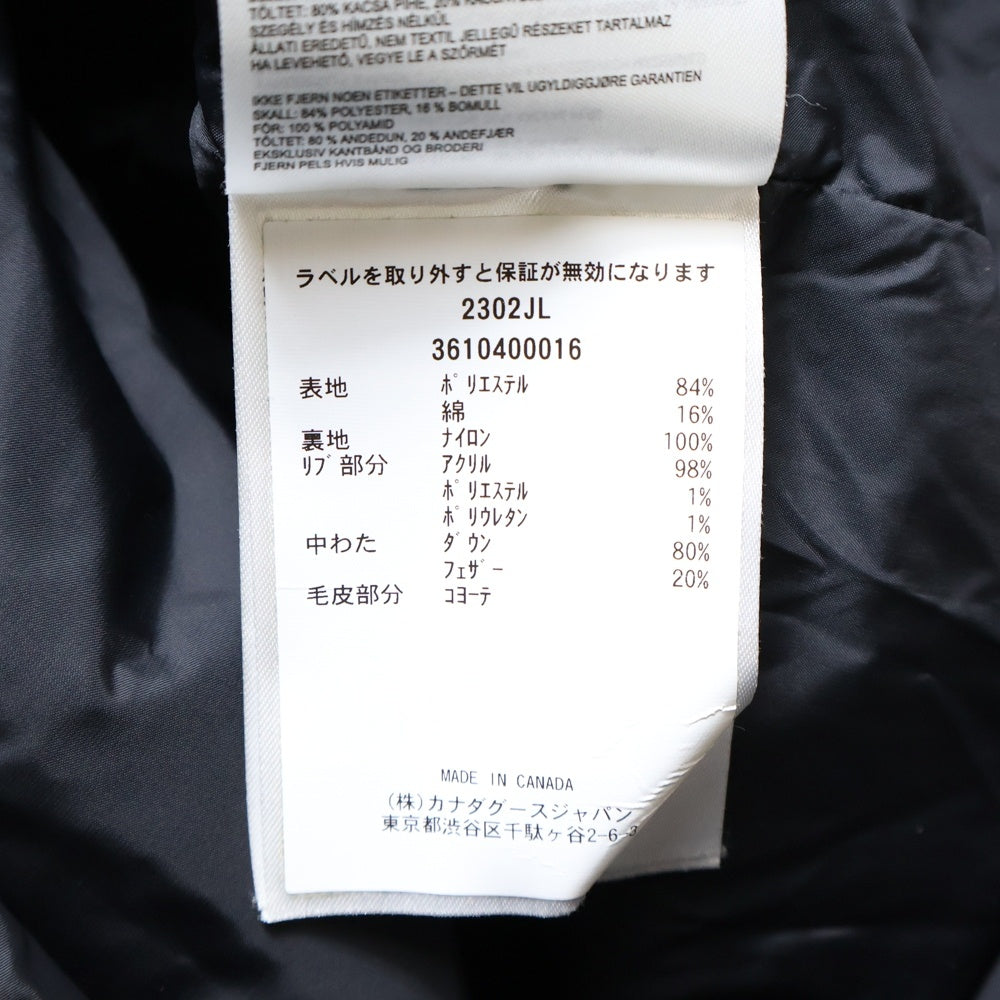 TÖLTET: 80% KACSA PIHE, 20%
SZEGÉLY ÉS HÍMZÉS NÉLKÜL
ÁLLATI EREDETŰ, NEM TEXTIL JELLEGŰ RÉSZEKET TARTALMAZ
HA LEVEHETŐ, VEGYE LE A SZŐRMÉT
IKKE FJERN NOEN ETIKETTER – DETTE VIL UGYLDIGGJØRE GARANTIEN
SKALL: 84% POLYESTER, 16 % BOMULL
FÓR: 100 % POLYAMID
TÖLTET: 80 % ANDEDUN, 20 % ANDEFJÆR
EKSKLUSIV KANTBÅND OG BRODERI
FJERN PELS HVIS MULIG
ラベルを取り外すと保証が無効になります
2302JL
3610400016
表地 ﾎﾟﾘｴｽﾃﾙ 84%
綿 16%
裏地 ﾅｲﾛﾝ 100%
ﾘﾌﾞ部分 ｱｸﾘﾙ 98%
ﾎﾟﾘｴｽﾃﾙ 1%
ﾎﾟﾘｳﾚﾀﾝ 1%
中わた ﾀﾞｳﾝ 80%
ﾌｪｻﾞｰ 20%
毛皮部分 ｺﾖｰﾃ
MADE IN CANADA
(株)カナダグースジャパン
東京都渋谷区千駄ヶ谷2-6-3